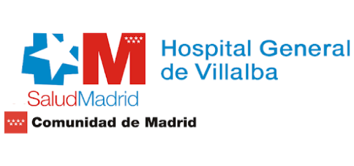 M
Hospital General
de Villalba
SaludMadrid
Comunidad de Madrid